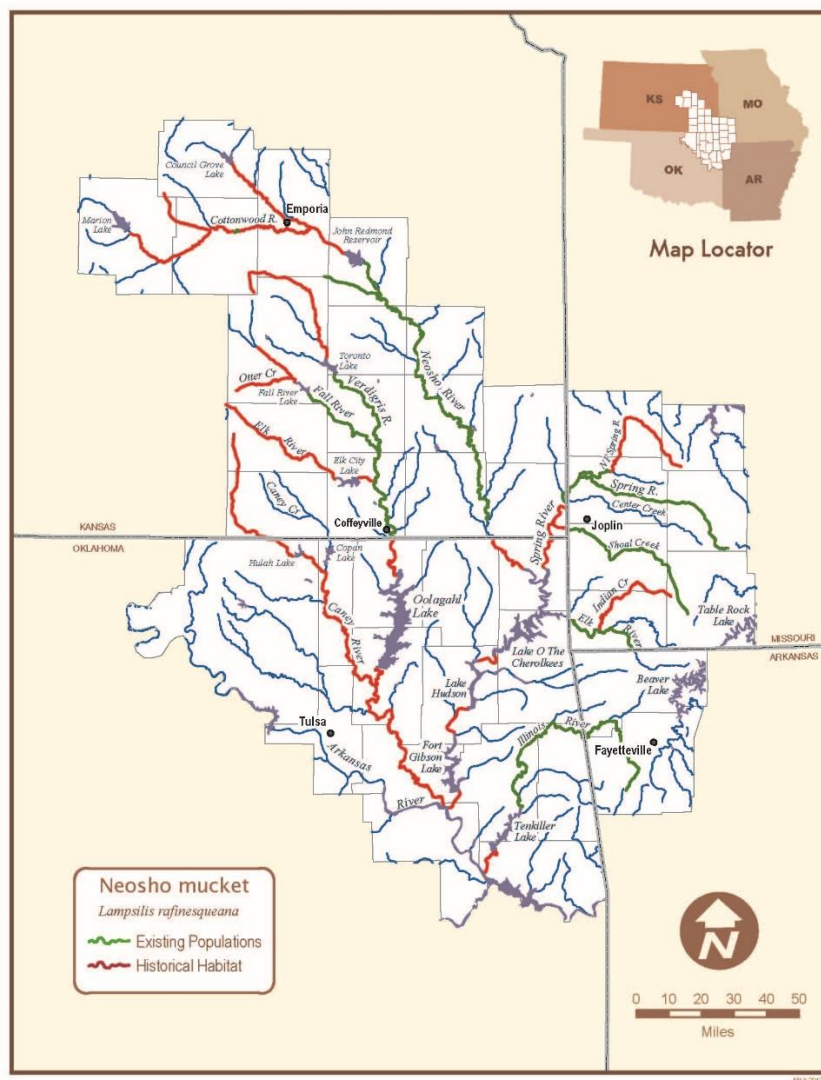 KS
MO
OK
AR
Map Locator
Council Grove
Lake
Emporia
Cottonwood R.
Marion
Lake
John Redmond
Reservoir
Neosho River
Toronto
Lake
Verdigris R.
Otter Cr
Fall River
Lake
Fall River
Elk River
Elk City
Lake
Caney Cr
Coffeyville
NF Spring R
Spring R.
Center Creek
Joplin
Shoal Creek
Spring River
KANSAS
OKLAHOMA
Hulah Lake
Copan
Lake
Oolagahl
Lake
Caney
River
Indian Cr
Elk
River
Table Rock
Lake
MISSOURI
ARKANSAS
Lake O The
Cherolkees
Lake
Hudson
Beaver
Lake
Tulsa
Illinois River
Fayetteville
Fort
Gibson
Lake
Arkansas
River
Tenkiller
Lake
Neosho mucket
Lampsilis rafinesqueana
Existing Populations
Historical Habitat
N
0 10 20 30 40 50
Miles